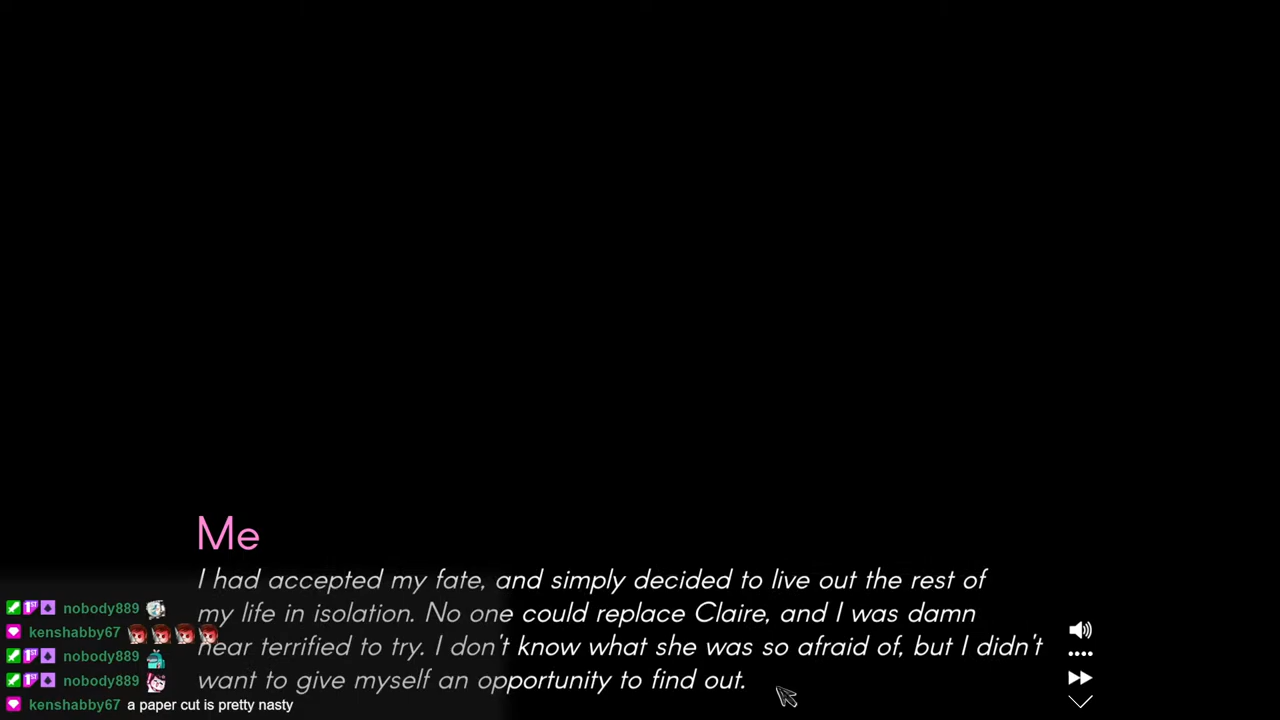 Me
I had accepted my fate, and simply decided to live out the rest of
my life in isolation. No one could replace Claire, and I was damn
near terrified to try. I don't know what she was so afraid of, but I didn't
want to give myself an opportunity to find out.
1ST nobody889
kenshabby67
1ST nobody889
1ST nobody889
kenshabby67 a paper cut is pretty nasty